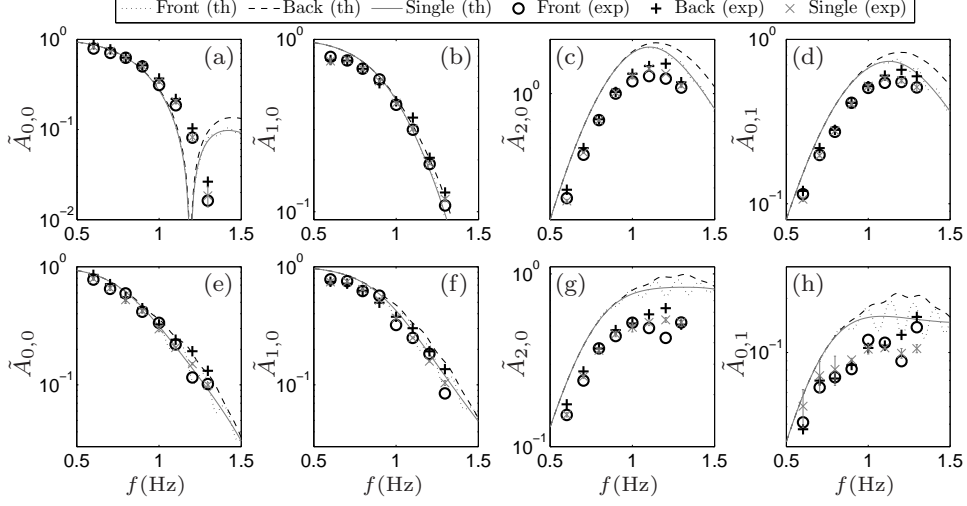 Front (th) Back (th) Single (th) Front (exp) Back (exp) Single (exp)
(a) (b) (c) (d)
Ã0,0 Ã1,0 Ã2,0 Ã0,1
10^0 10^-1 10^-2
10^0 10^-1
10^0
10^0 10^-1
0.5 1 1.5 0.5 1 1.5 0.5 1 1.5 0.5 1 1.5
(e) (f) (g) (h)
Ã0,0 Ã1,0 Ã2,0 Ã0,1
10^0 10^-1
10^0 10^-1
10^0 10^-1
10^-1
0.5 1 1.5 0.5 1 1.5 0.5 1 1.5 0.5 1 1.5
f(Hz) f(Hz) f(Hz) f(Hz)